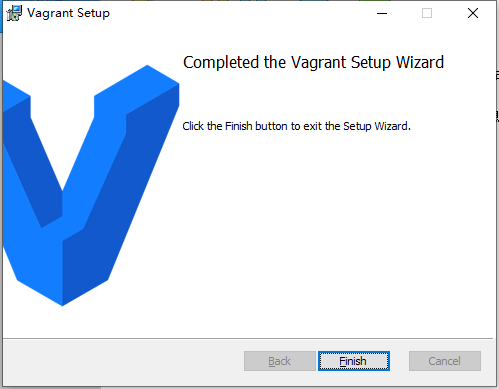 Vagrant Setup
Completed the Vagrant Setup Wizard
Click the Finish button to exit the Setup Wizard.
Back
Finish
Cancel